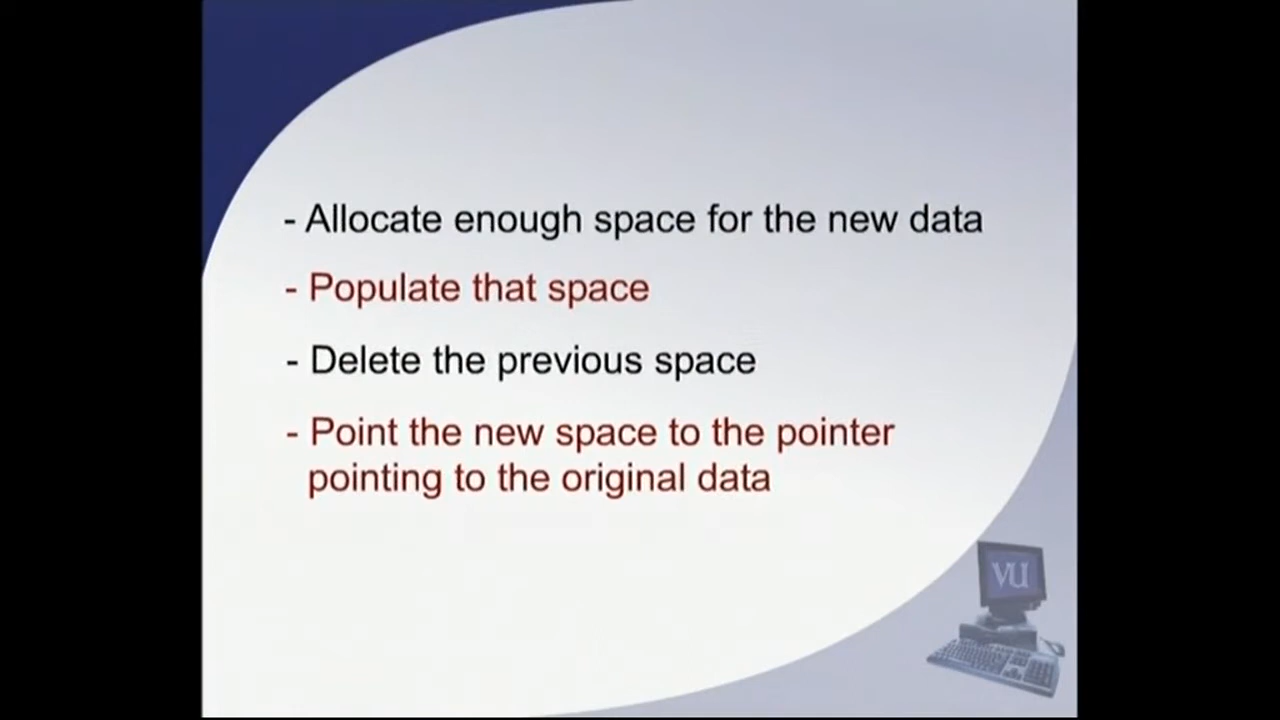 - Allocate enough space for the new data
- Populate that space
- Delete the previous space
- Point the new space to the pointer
pointing to the original data
VU